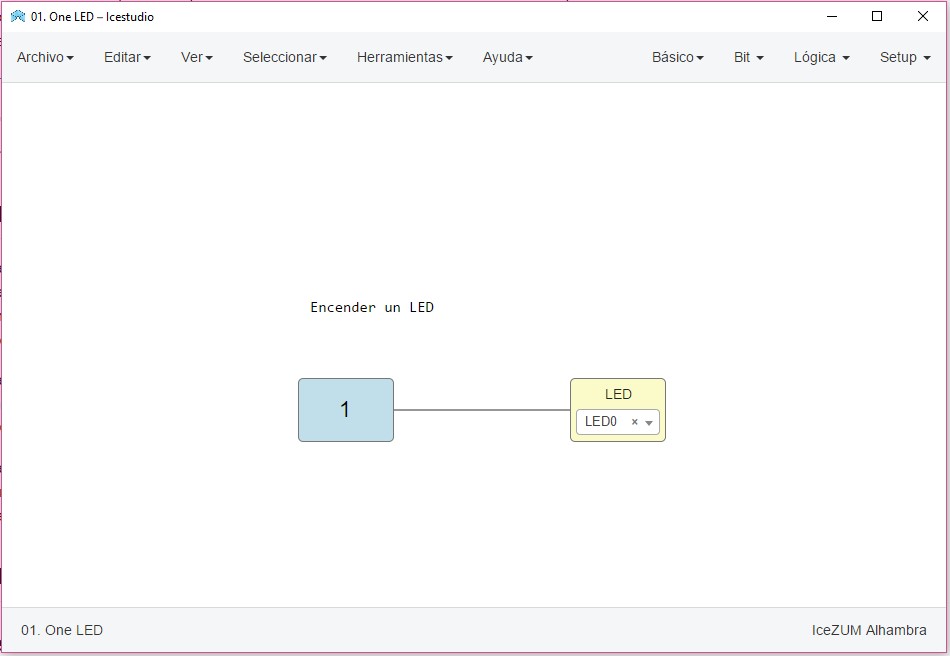 01. One LED – Icestudio
Archivo Editar Ver Seleccionar Herramientas Ayuda Básico Bit Lógica Setup
Encender un LED
1
LED
LED0 ×
01. One LED
IceZUM Alhambra